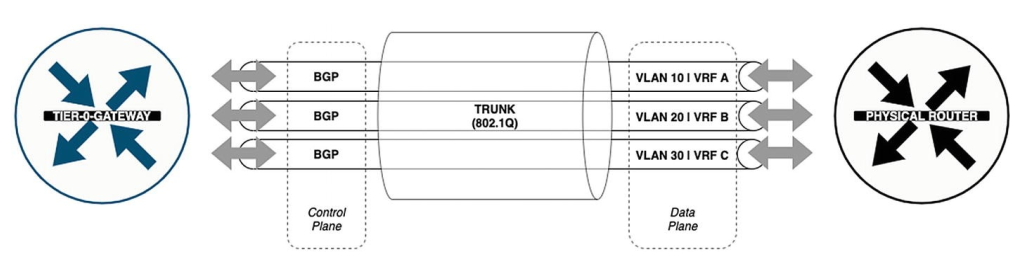 TIER-0-GATEWAY
BGP
BGP
BGP
Control
Plane
TRUNK
(802.1Q)
VLAN 10 | VRF A
VLAN 20 | VRF B
VLAN 30 | VRF C
Data
Plane
PHYSICAL ROUTER